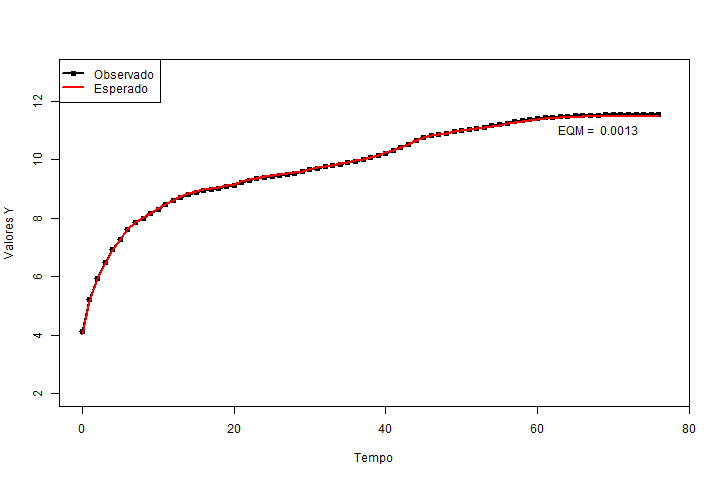 Observado
Esperado
EQM = 0.0013
Valores Y
2
4
6
8
10
12
0
20
40
60
80
Tempo